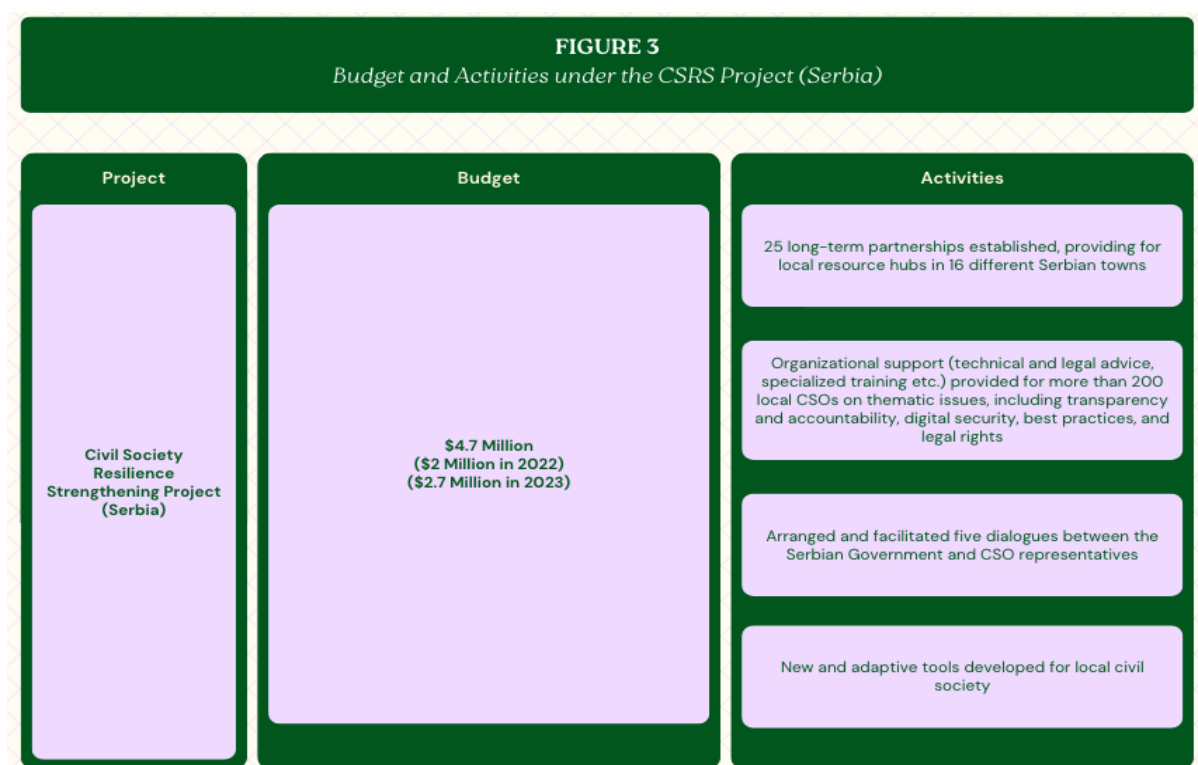 FIGURE 3
Budget and Activities under the CSRS Project (Serbia)
Project
Civil Society
Resilience
Strengthening Project
(Serbia)
Budget
$4.7 Million
($2 Million in 2022)
($2.7 Million in 2023)
Activities
25 long-term partnerships established, providing for
local resource hubs in 16 different Serbian towns
Organizational support (technical and legal advice,
specialized training etc.) provided for more than 200
local CSOs on thematic issues, including transparency
and accountability, digital security, best practices, and
legal rights
Arranged and facilitated five dialogues between the
Serbian Government and CSO representatives
New and adaptive tools developed for local civil
society